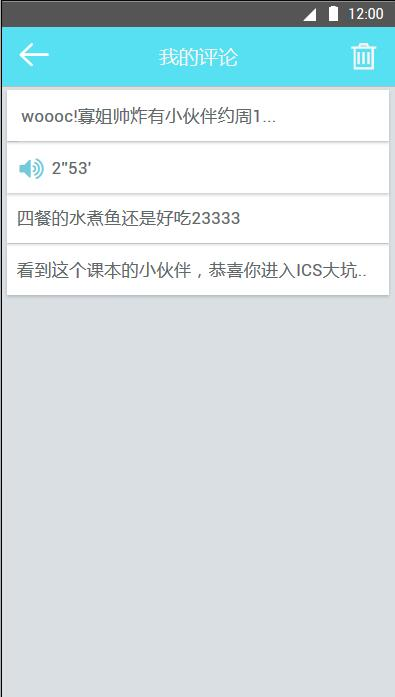 12:00
我的评论
woooc!寡姐帅炸有小伙伴约周1...
2"53'
四餐的水煮鱼还是好吃23333
看到这个课本的小伙伴，恭喜你进入ICS大坑..